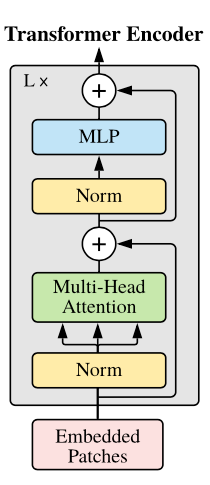 Transformer Encoder
L x
+
MLP
Norm
+
Multi-Head
Attention
Norm
Embedded
Patches